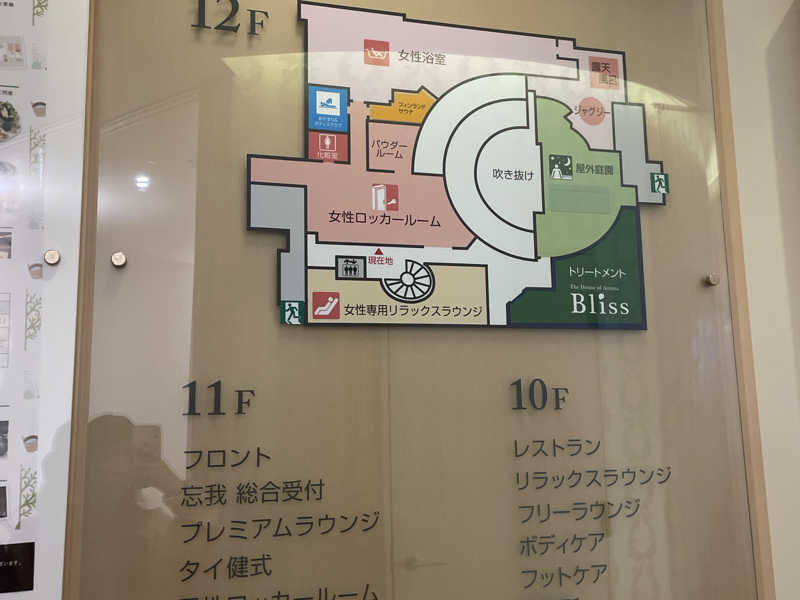 12F
女性浴室
露天
フィンランド
サウナ
ジャグジー
化粧室
パウダー
ルーム
吹き抜け
屋外庭園
女性ロッカールーム
現在地
トリートメント
The House of Aroma
Bliss
女性専用リラックスラウンジ
11F
フロント
忘我 総合受付
プレミアムラウンジ
タイ健式
10F
レストラン
リラックスラウンジ
フリーラウンジ
ボディケア
フットケア